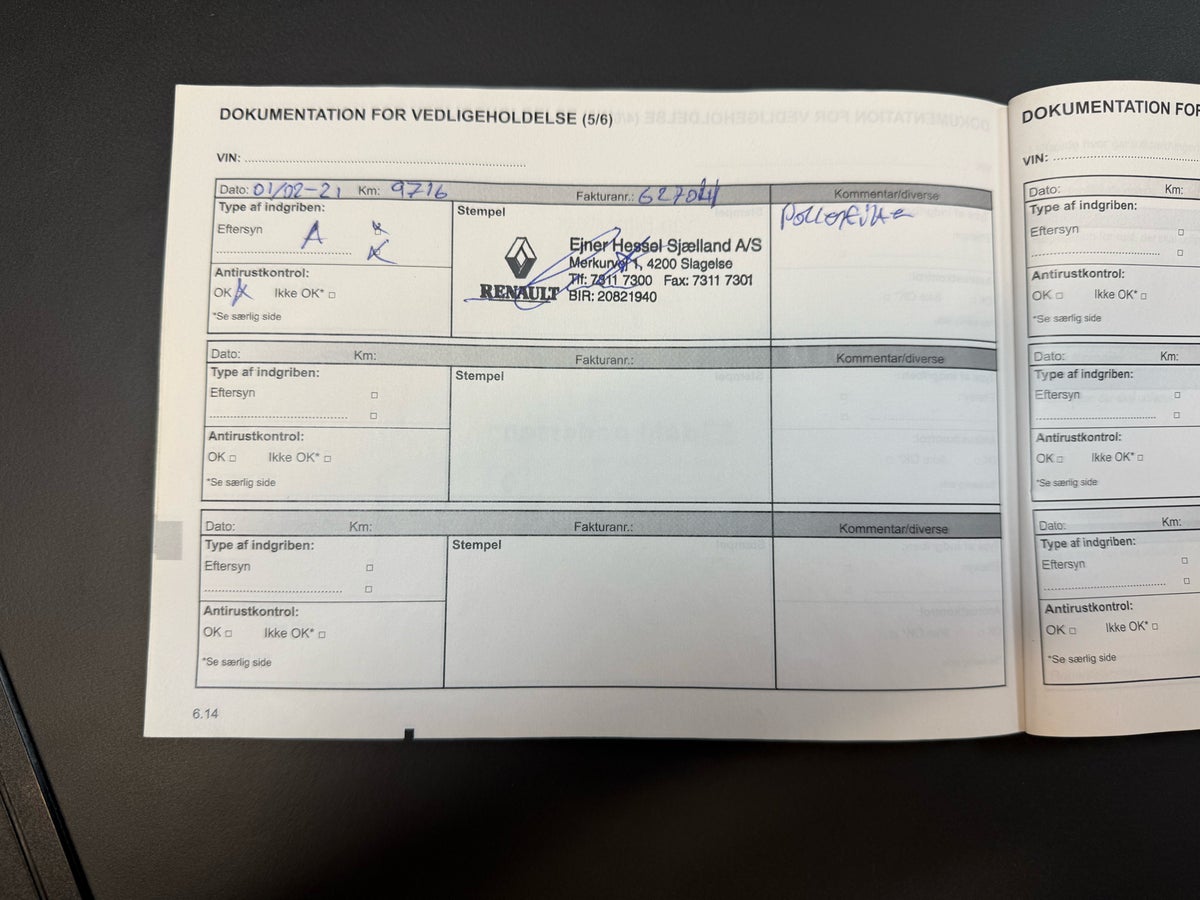 DOKUMENTATION FOR VEDLIGEHOLDELSE (5/6)
VIN:
Dato: 01/02-21 Km: 9716 Fakturanr.: Kommentar/diverse
Type af indgriben:
Eftersyn A
Antirustkontrol:
OK Ikke OK*
*Se særlig side
Stempel
RENAULT
Ejner Hessel Sjælland A/S
Merkurvej 1, 4200 Slagelse
Tlf: 7311 7300 Fax: 7311 7301
BIR: 20821940
Pollenfilter
Dato: Km: Fakturanr.: Kommentar/diverse
Type af indgriben:
Eftersyn
Antirustkontrol:
OK Ikke OK*
*Se særlig side
Stempel
Dato: Km: Fakturanr.: Kommentar/diverse
Type af indgriben:
Eftersyn
Antirustkontrol:
OK Ikke OK*
*Se særlig side
Stempel
6.14
DOKUMENTATION FOR
VIN:
Dato: Km:
Type af indgriben:
Eftersyn
Antirustkontrol:
OK Ikke OK*
*Se særlig side
Dato: Km:
Type af indgriben:
Eftersyn
Antirustkontrol:
OK Ikke OK*
*Se særlig side
Dato: Km:
Type af indgriben:
Eftersyn
Antirustkontrol:
OK Ikke OK*
*Se særlig side